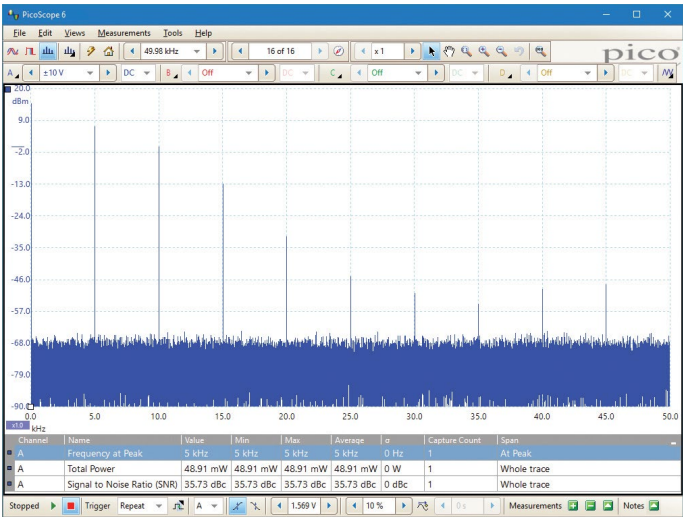 PicoScope 6
File Edit Views Measurements Tools Help
49.98 kHz 16 of 16 x 1 pico
A ±10 V DC B Off DC C Off DC D Off DC
20.0
dBm
9.0
-2.0
-13.0
-24.0
-35.0
-46.0
-57.0
-68.0
-79.0
-90.0
0.0 5.0 10.0 15.0 20.0 25.0 30.0 35.0 40.0 45.0 50.0
x1.0 kHz
Channel Name Value Min Max Average σ Capture Count Span
A Frequency at Peak 5 kHz 5 kHz 5 kHz 5 kHz 0 Hz 1 At Peak
A Total Power 48.91 mW 48.91 mW 48.91 mW 48.91 mW 0 W 1 Whole trace
A Signal to Noise Ratio (SNR) 35.73 dBc 35.73 dBc 35.73 dBc 35.73 dBc 0 dBc 1 Whole trace
Stopped Trigger Repeat A 1.569 V 10 % 0 s Measurements Notes